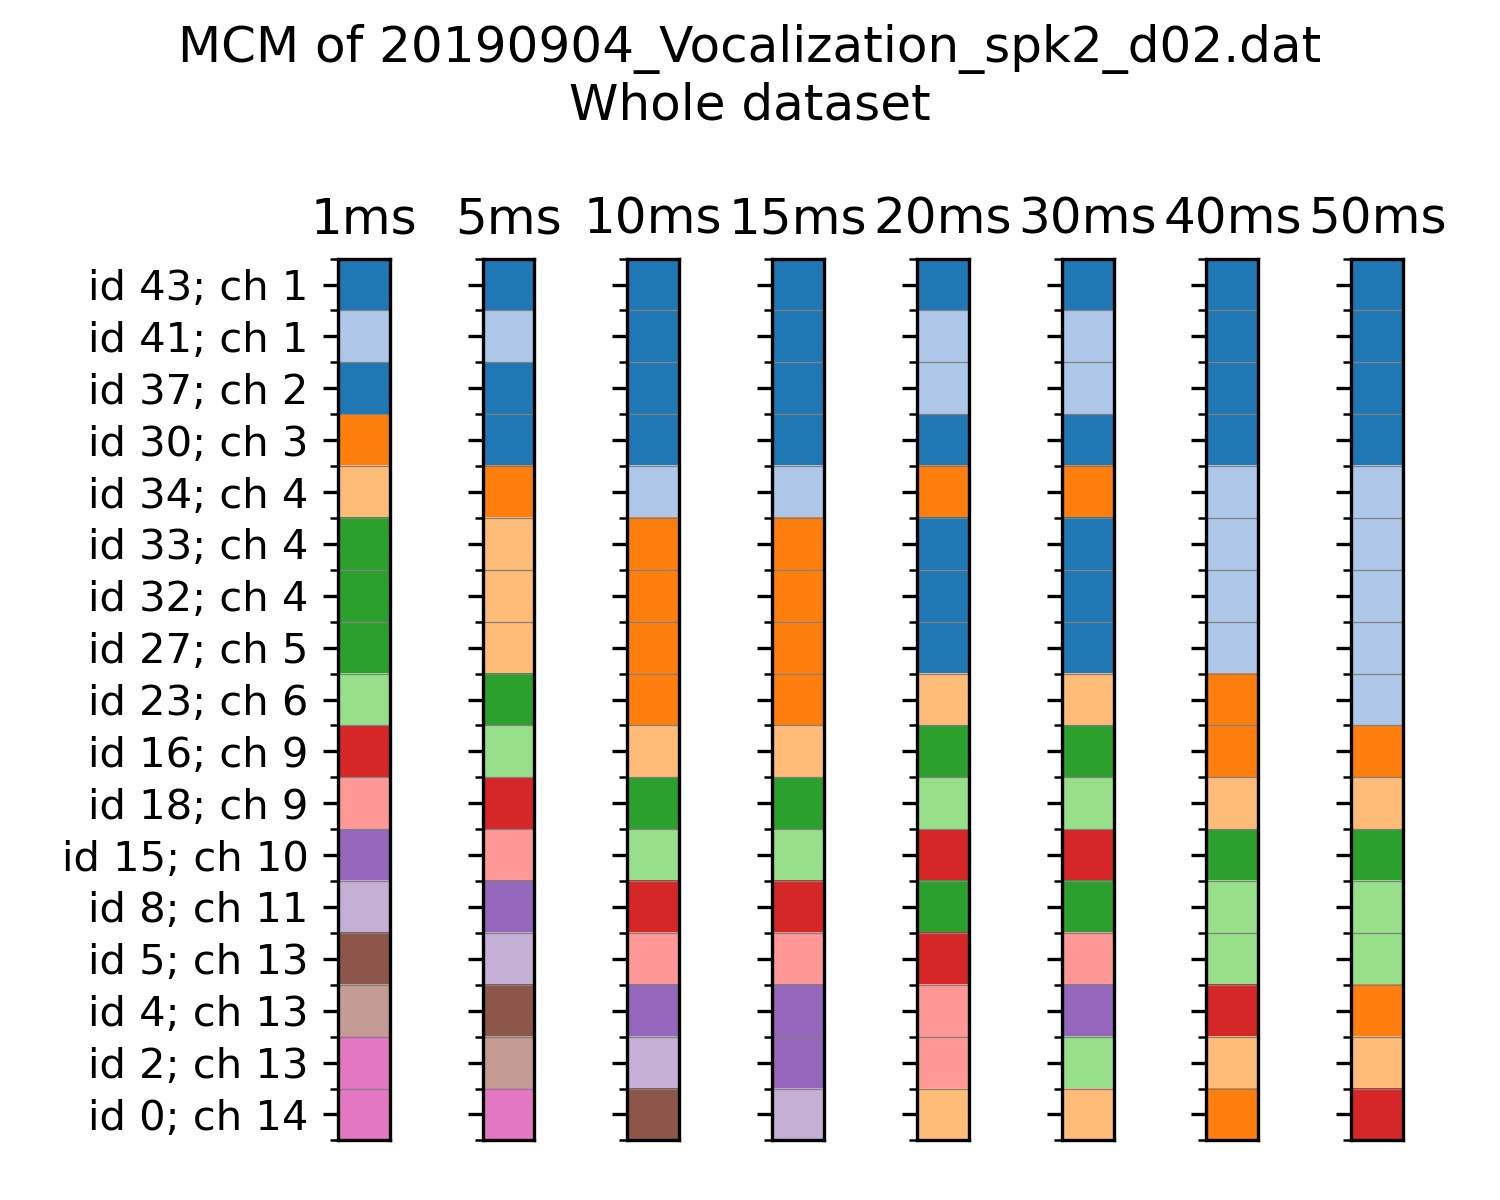 MCM of 20190904_Vocalization_spk2_d02.dat
Whole dataset
1ms 5ms 10ms 15ms 20ms 30ms 40ms 50ms
id 43; ch 1
id 41; ch 1
id 37; ch 2
id 30; ch 3
id 34; ch 4
id 33; ch 4
id 32; ch 4
id 27; ch 5
id 23; ch 6
id 16; ch 9
id 18; ch 9
id 15; ch 10
id 8; ch 11
id 5; ch 13
id 4; ch 13
id 2; ch 13
id 0; ch 14